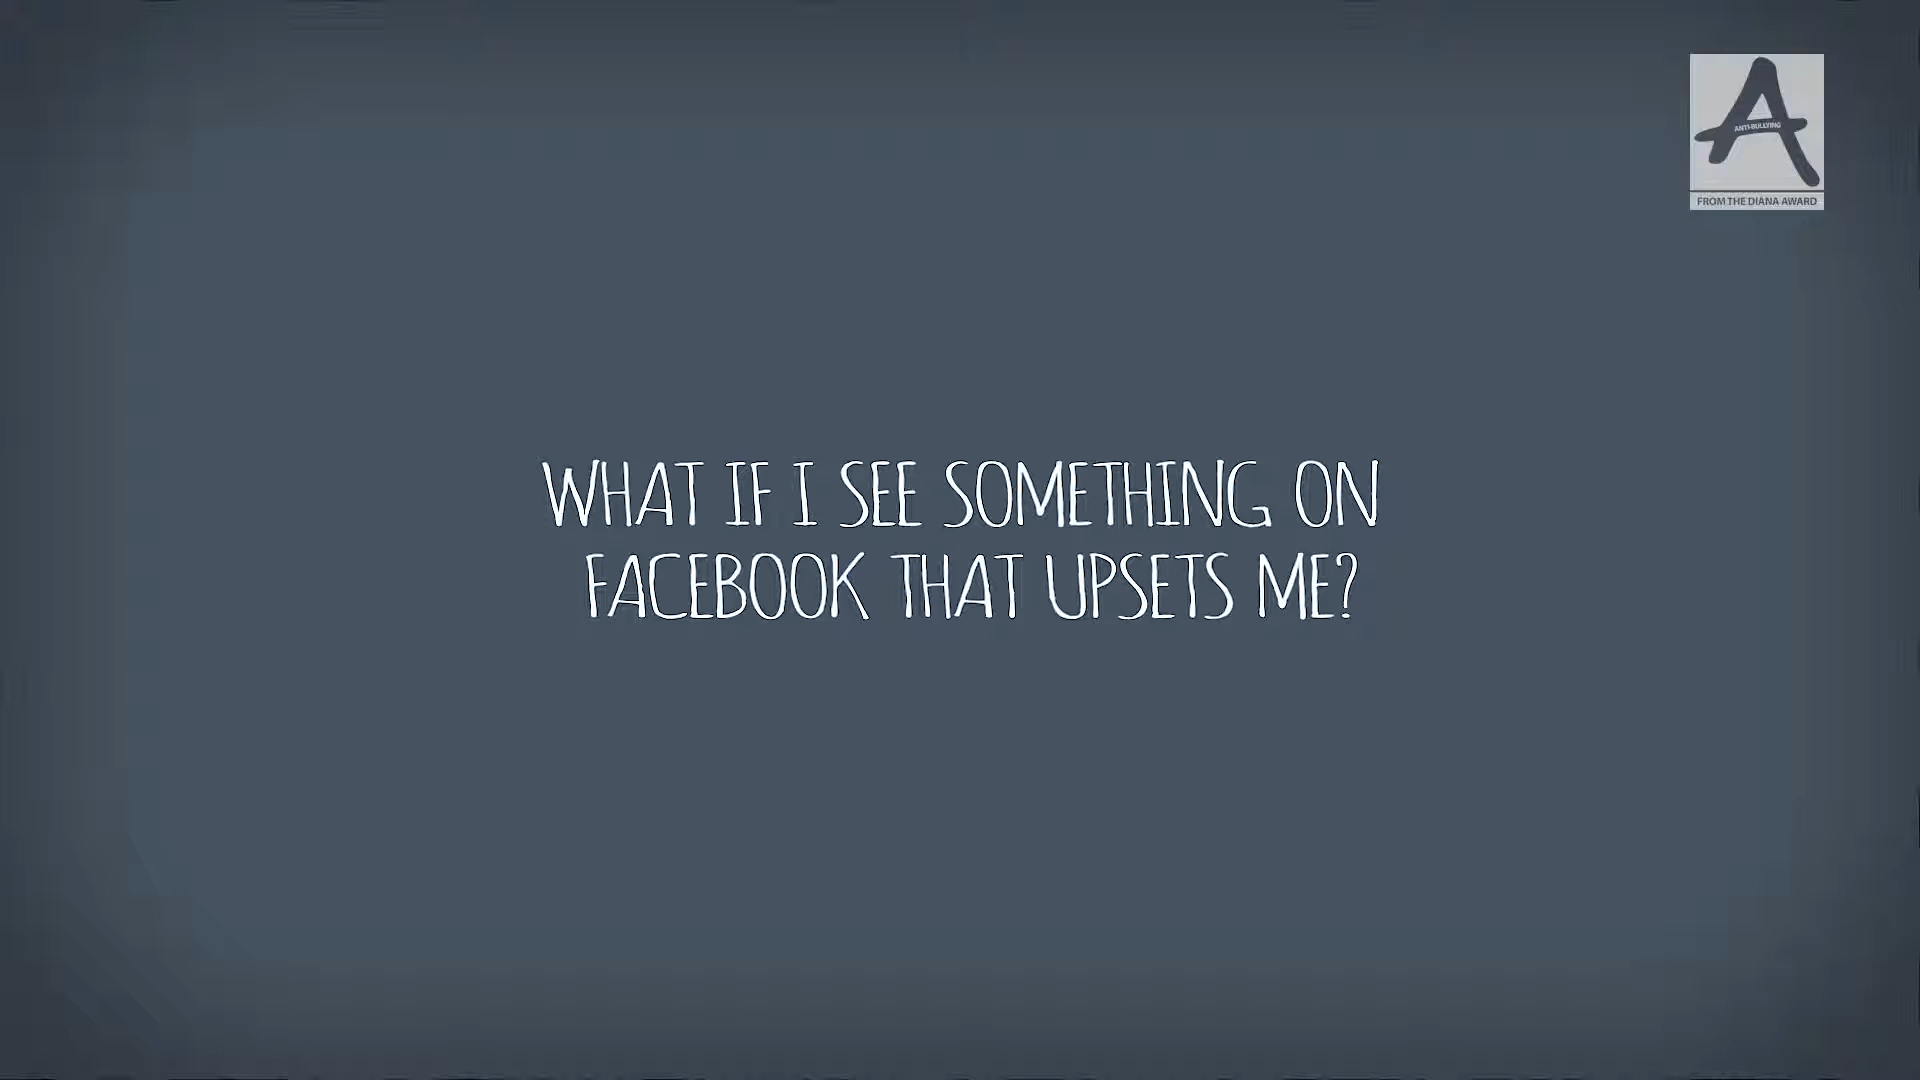 ANTI-BULLYING
FROM THE DIANA AWARD
WHAT IF I SEE SOMETHING ON
FACEBOOK THAT UPSETS ME?